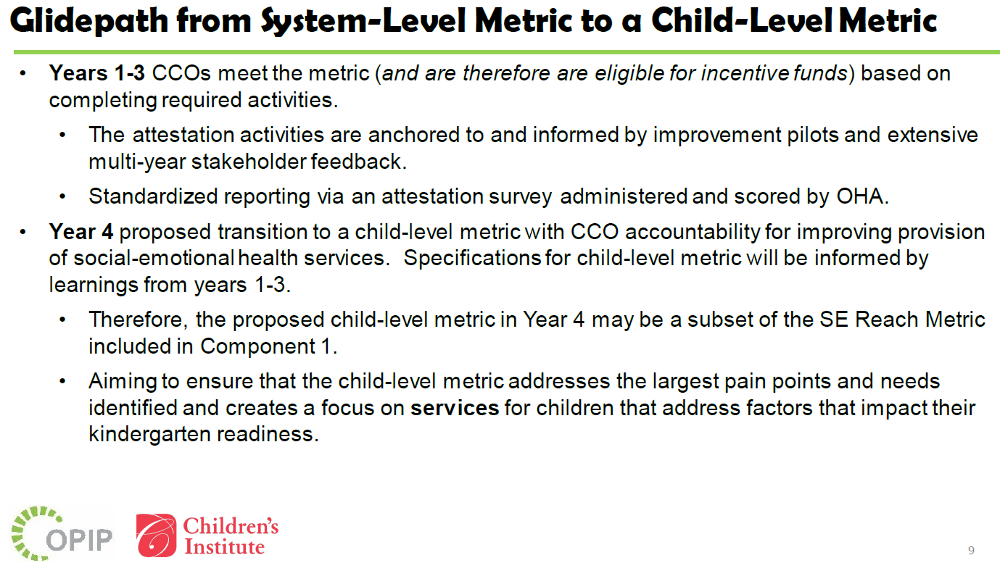 Glidepath from System-Level Metric to a Child-Level Metric
• Years 1-3 CCOs meet the metric (and are therefore are eligible for incentive funds) based on
completing required activities.
• The attestation activities are anchored to and informed by improvement pilots and extensive
multi-year stakeholder feedback.
• Standardized reporting via an attestation survey administered and scored by OHA.
• Year 4 proposed transition to a child-level metric with CCO accountability for improving provision
of social-emotional health services. Specifications for child-level metric will be informed by
learnings from years 1-3.
• Therefore, the proposed child-level metric in Year 4 may be a subset of the SE Reach Metric
included in Component 1.
• Aiming to ensure that the child-level metric addresses the largest pain points and needs
identified and creates a focus on services for children that address factors that impact their
kindergarten readiness.
OPIP
Children's
Institute
9